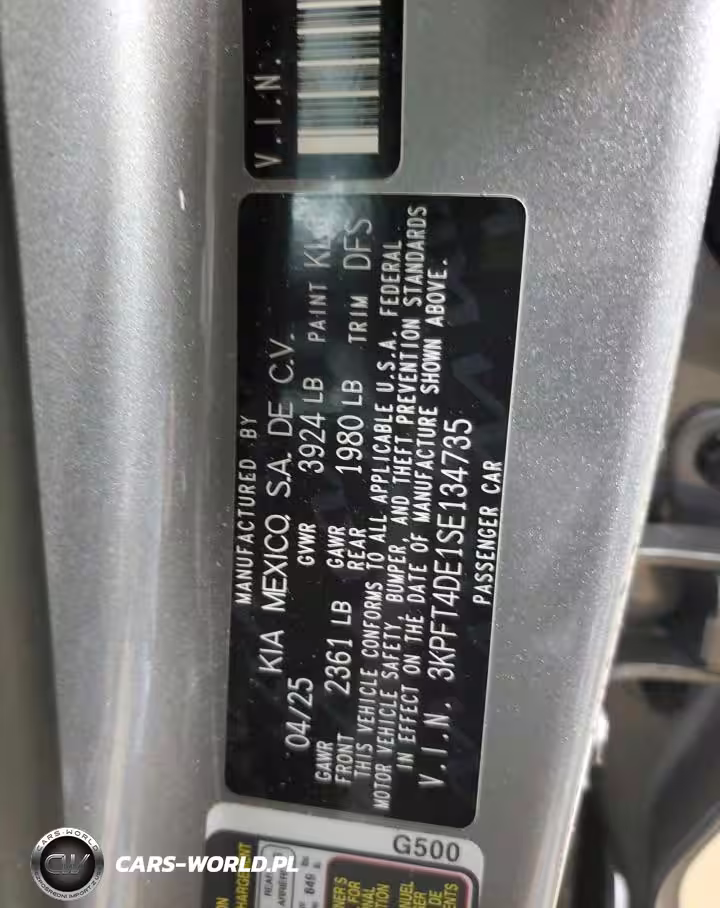 V.I.N.
MANUFACTURED BY
KIA MEXICO, S.A. DE C.V.
04/25 GVWR 3924 LB PAINT
GAWR FRONT 2361 LB GAWR REAR 1980 LB TRIM DFS
THIS VEHICLE CONFORMS TO ALL APPLICABLE U.S.A. FEDERAL
MOTOR VEHICLE SAFETY, BUMPER, AND THEFT PREVENTION STANDARDS
IN EFFECT ON THE DATE OF MANUFACTURE SHOWN ABOVE.
V.I.N. 3KPFT4DE1SE134735
PASSENGER CAR
G500
CARS-WORLD.PL